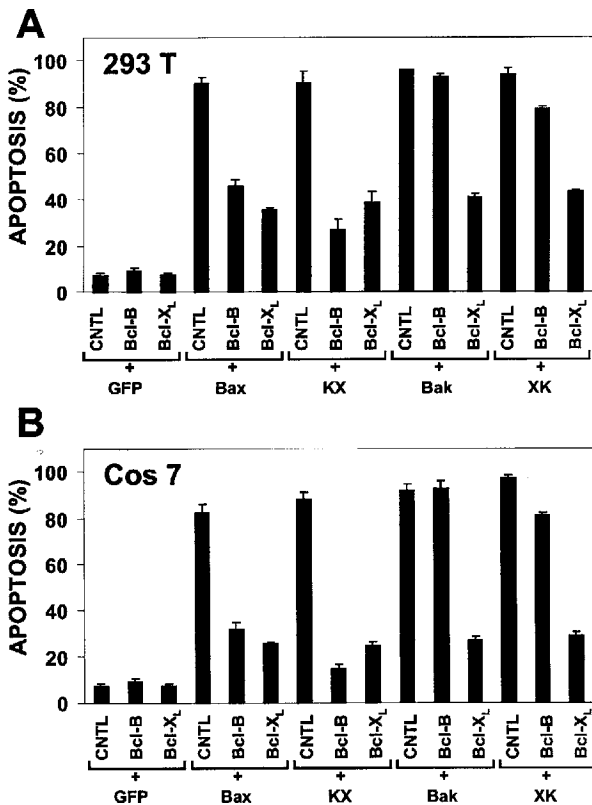 A
293 T
APOPTOSIS (%)
100
80
60
40
20
0
CNTL Bcl-B Bcl-XL CNTL Bcl-B Bcl-XL CNTL Bcl-B Bcl-XL CNTL Bcl-B Bcl-XL CNTL Bcl-B Bcl-XL
+ + + + +
GFP Bax KX Bak XK
B
Cos 7
APOPTOSIS (%)
100
80
60
40
20
0
CNTL Bcl-B Bcl-XL CNTL Bcl-B Bcl-XL CNTL Bcl-B Bcl-XL CNTL Bcl-B Bcl-XL CNTL Bcl-B Bcl-XL
+ + + + +
GFP Bax KX Bak XK